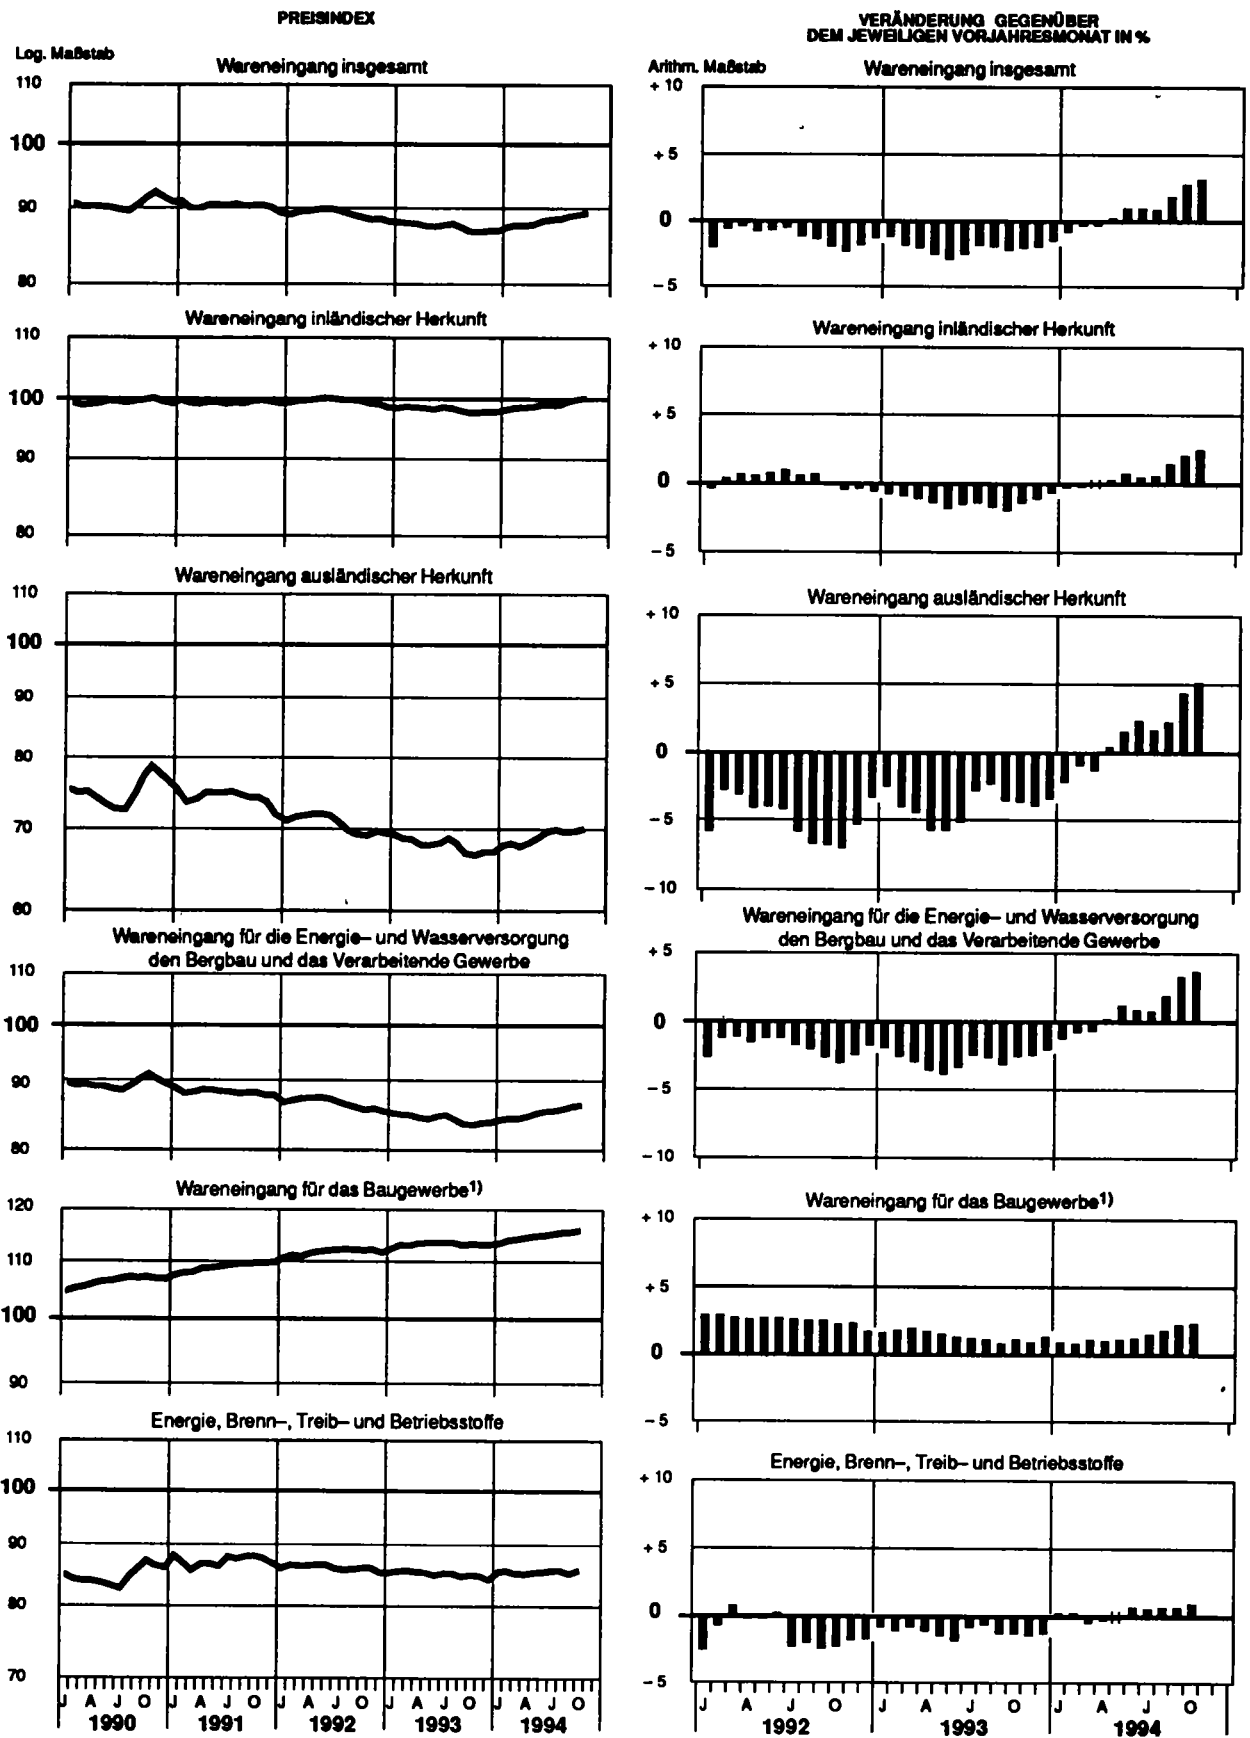 PREISINDEX
Log. Maßstab
Wareneingang insgesamt
110
100
90
80
Wareneingang inländischer Herkunft
110
100
90
80
Wareneingang ausländischer Herkunft
110
100
90
80
70
60
Wareneingang für die Energie– und Wasserversorgung
den Bergbau und das Verarbeitende Gewerbe
110
100
90
80
Wareneingang für das Baugewerbe¹⁾
120
110
100
90
Energie, Brenn–, Treib– und Betriebsstoffe
110
100
90
80
70
J A J O J A J O J A J O J A J O J A J O
1990 1991 1992 1993 1994
VERÄNDERUNG GEGENÜBER
DEM JEWEILIGEN VORJAHRESMONAT IN %
Arithm. Maßstab
Wareneingang insgesamt
+ 10
+ 5
0
– 5
Wareneingang inländischer Herkunft
+ 10
+ 5
0
– 5
Wareneingang ausländischer Herkunft
+ 10
+ 5
0
– 5
– 10
Wareneingang für die Energie– und Wasserversorgung
den Bergbau und das Verarbeitende Gewerbe
+ 5
0
– 5
– 10
Wareneingang für das Baugewerbe¹⁾
+ 10
+ 5
0
– 5
Energie, Brenn–, Treib– und Betriebsstoffe
+ 10
+ 5
0
– 5
J A J O J A J O J A J O
1992 1993 1994